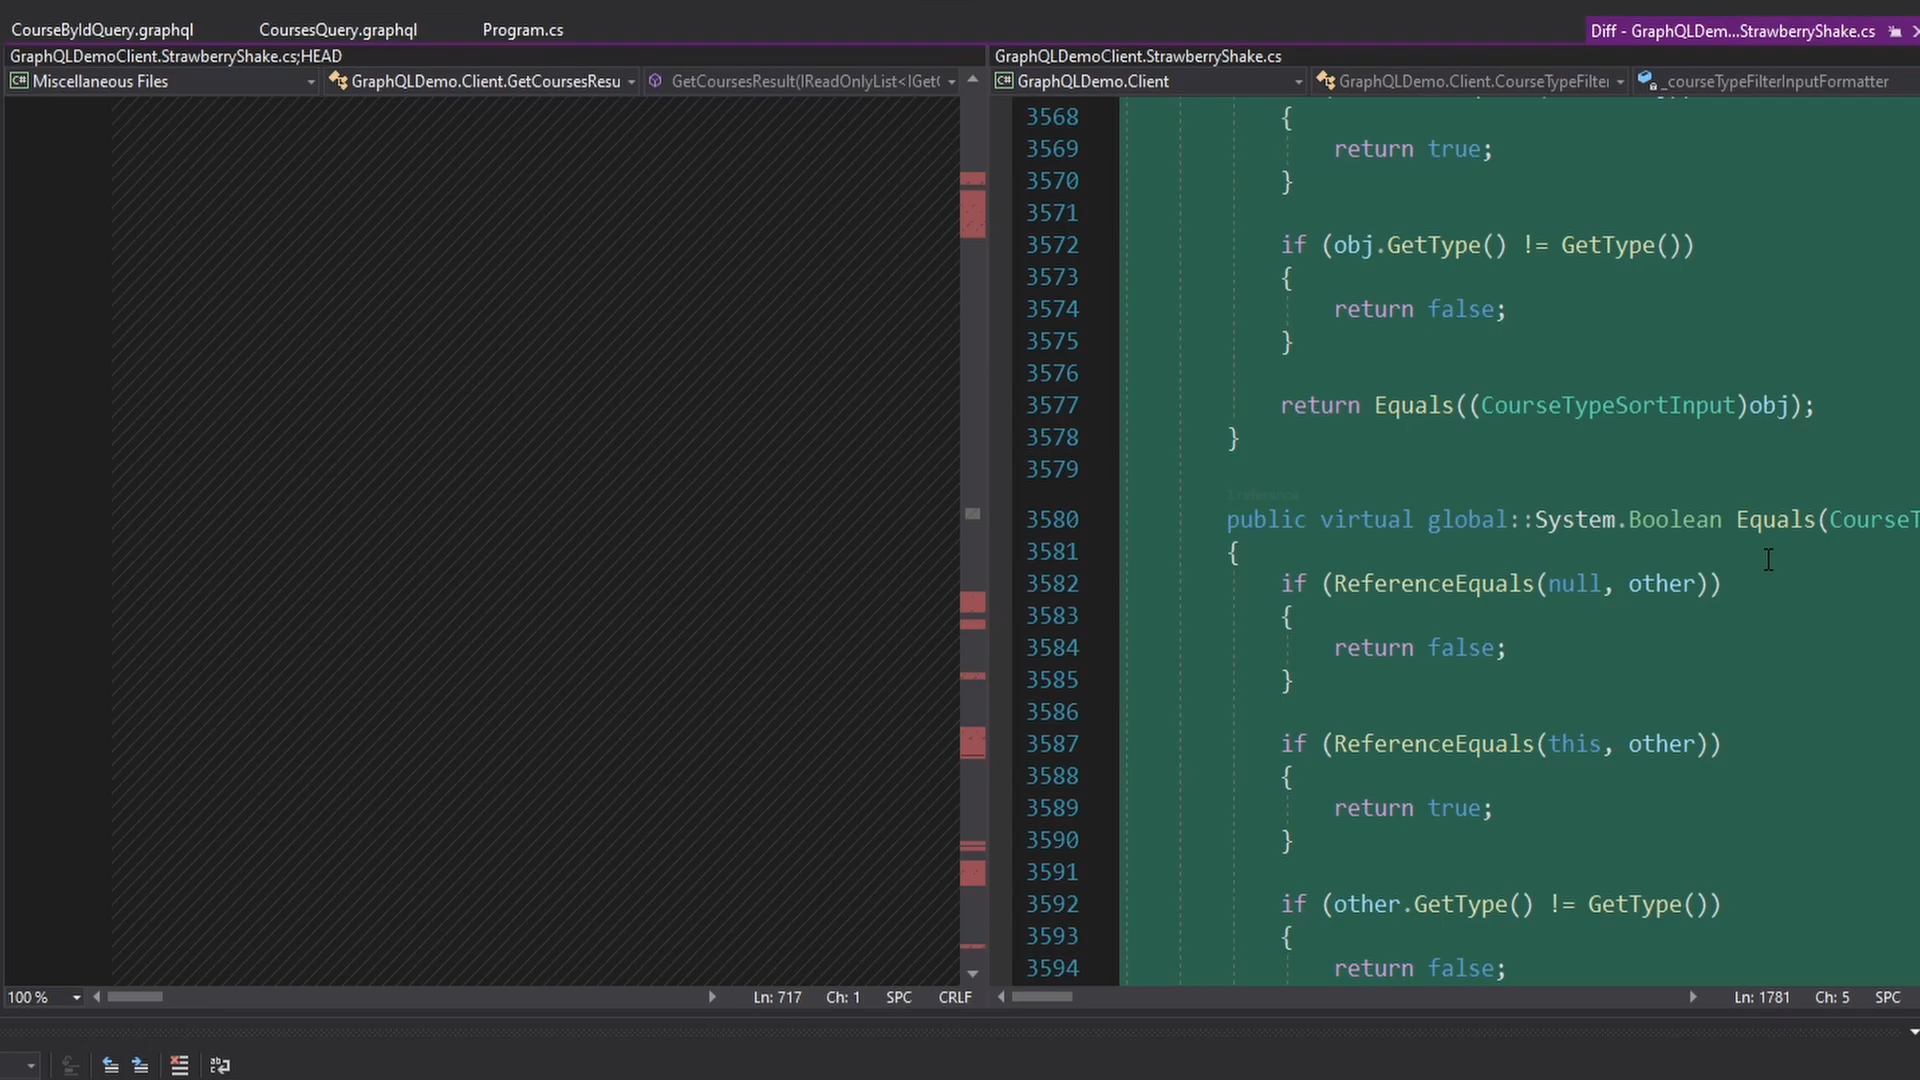 CourseByIdQuery.graphql CoursesQuery.graphql Program.cs Diff - GraphQLDem...StrawberryShake.cs
GraphQLDemoClient.StrawberryShake.cs;HEAD
Miscellaneous Files GraphQLDemo.Client.GetCoursesResu GetCoursesResult(IReadOnlyList<IGet(
100 % Ln: 717 Ch: 1 SPC CRLF
GraphQLDemoClient.StrawberryShake.cs
GraphQLDemo.Client GraphQLDemo.Client.CourseTypeFilter _courseTypeFilterInputFormatter
3568 {
3569 return true;
3570 }
3571
3572 if (obj.GetType() != GetType())
3573 {
3574 return false;
3575 }
3576
3577 return Equals((CourseTypeSortInput)obj);
3578 }
3579
1 reference
3580 public virtual global::System.Boolean Equals(CourseT
3581 {
3582 if (ReferenceEquals(null, other))
3583 {
3584 return false;
3585 }
3586
3587 if (ReferenceEquals(this, other))
3588 {
3589 return true;
3590 }
3591
3592 if (other.GetType() != GetType())
3593 {
3594 return false;
Ln: 1781 Ch: 5 SPC